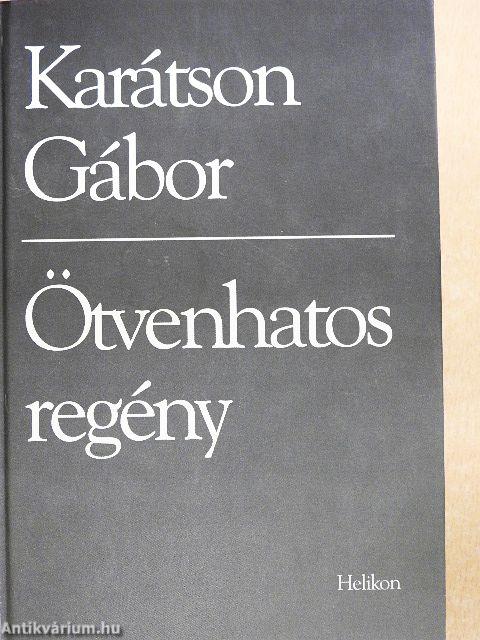 Karátson
Gábor
Ötvenhatos
regény
Helikon
Antikvárium.hu